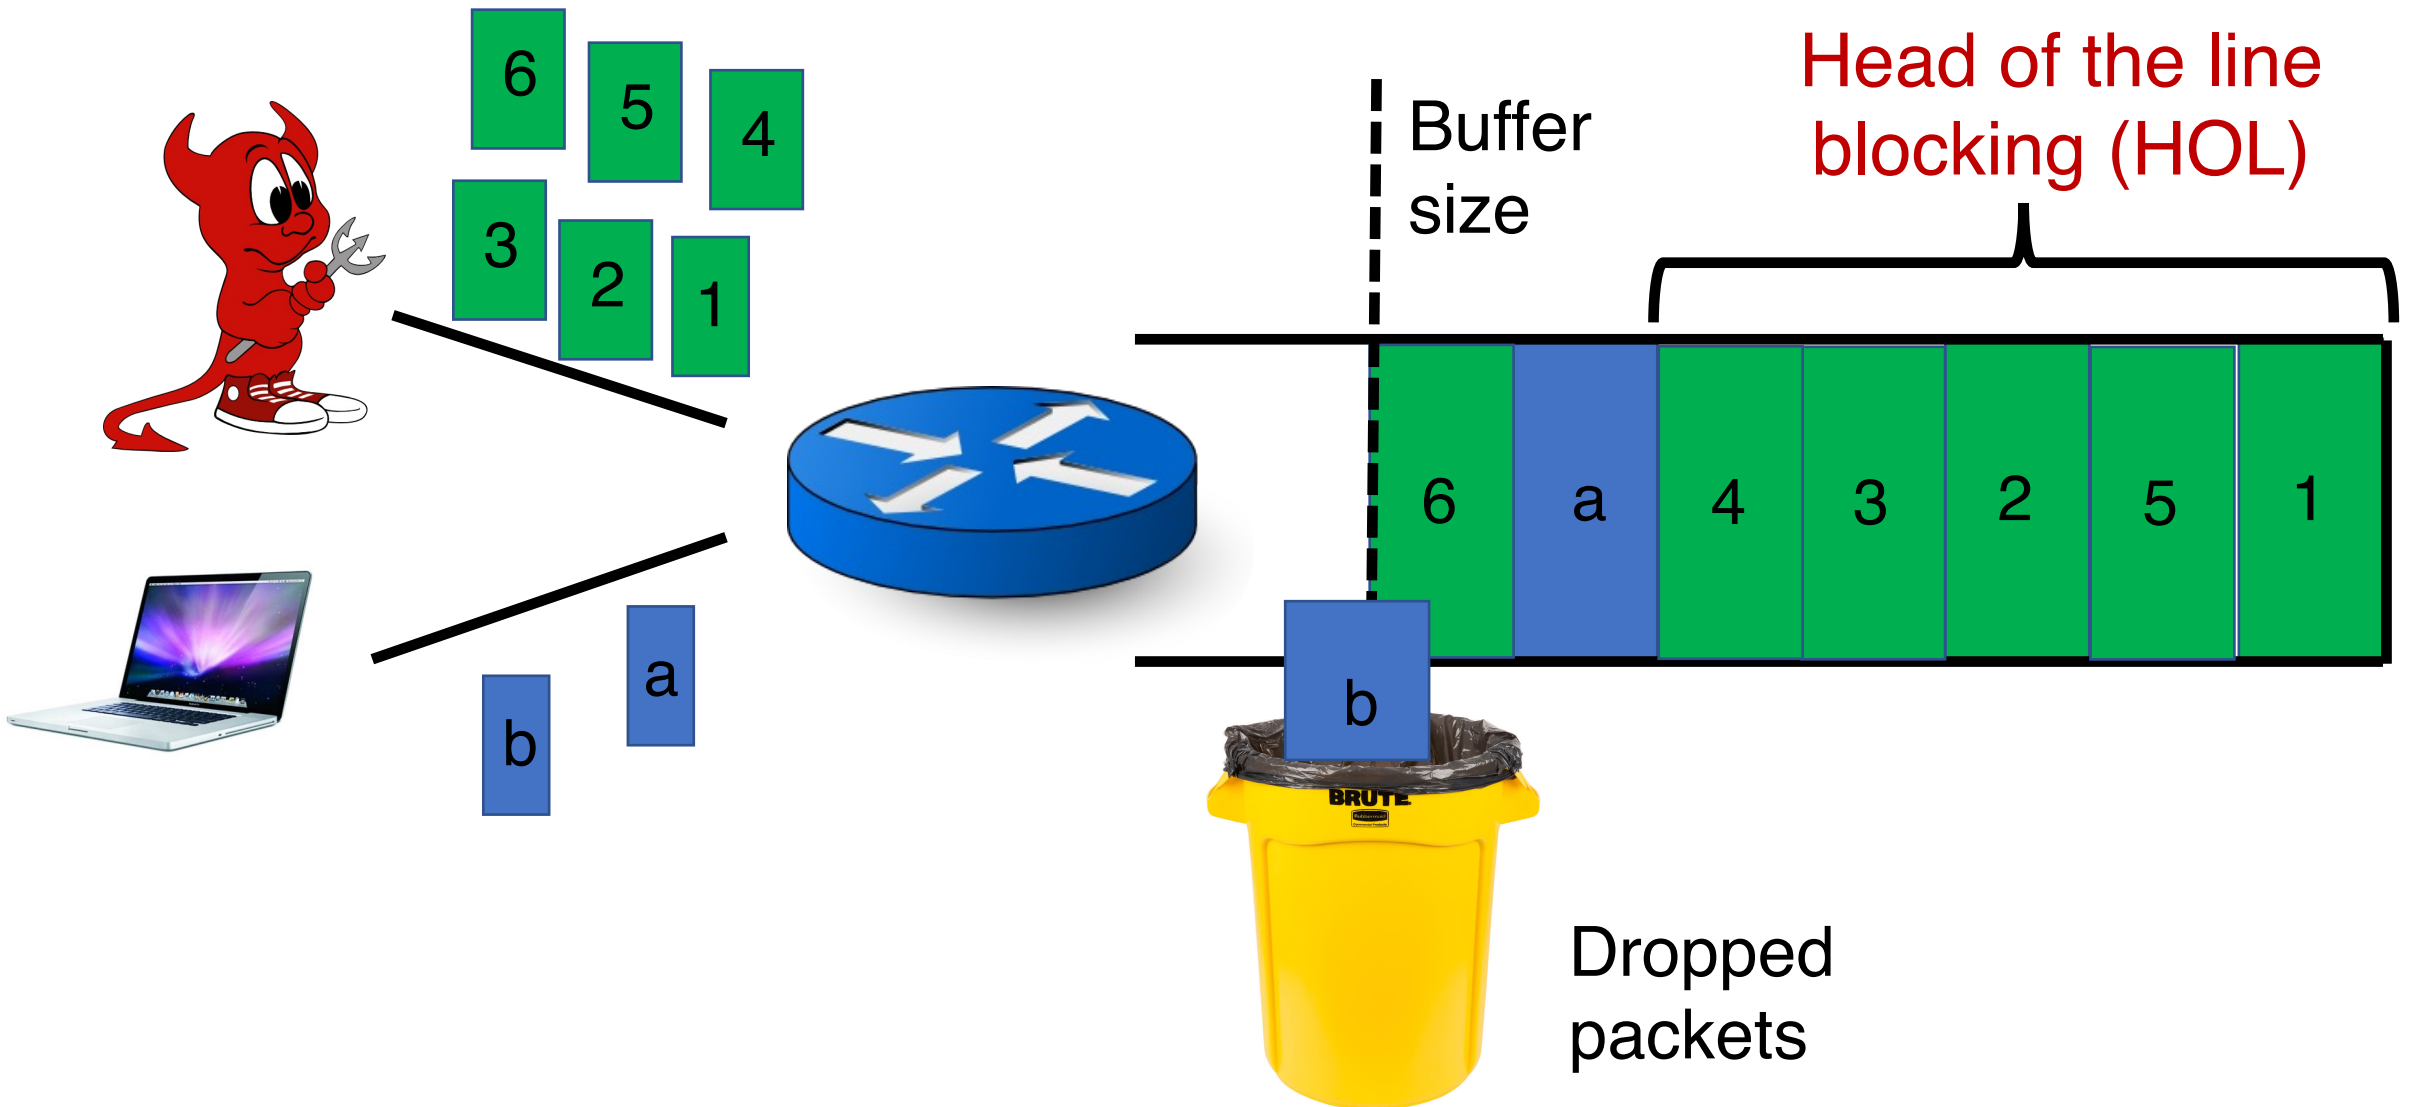 6
5
4
3
2
1
a
b
Buffer
size
Head of the line
blocking (HOL)
6 a 4 3 2 5 1
b
BRUTE
Dropped
packets